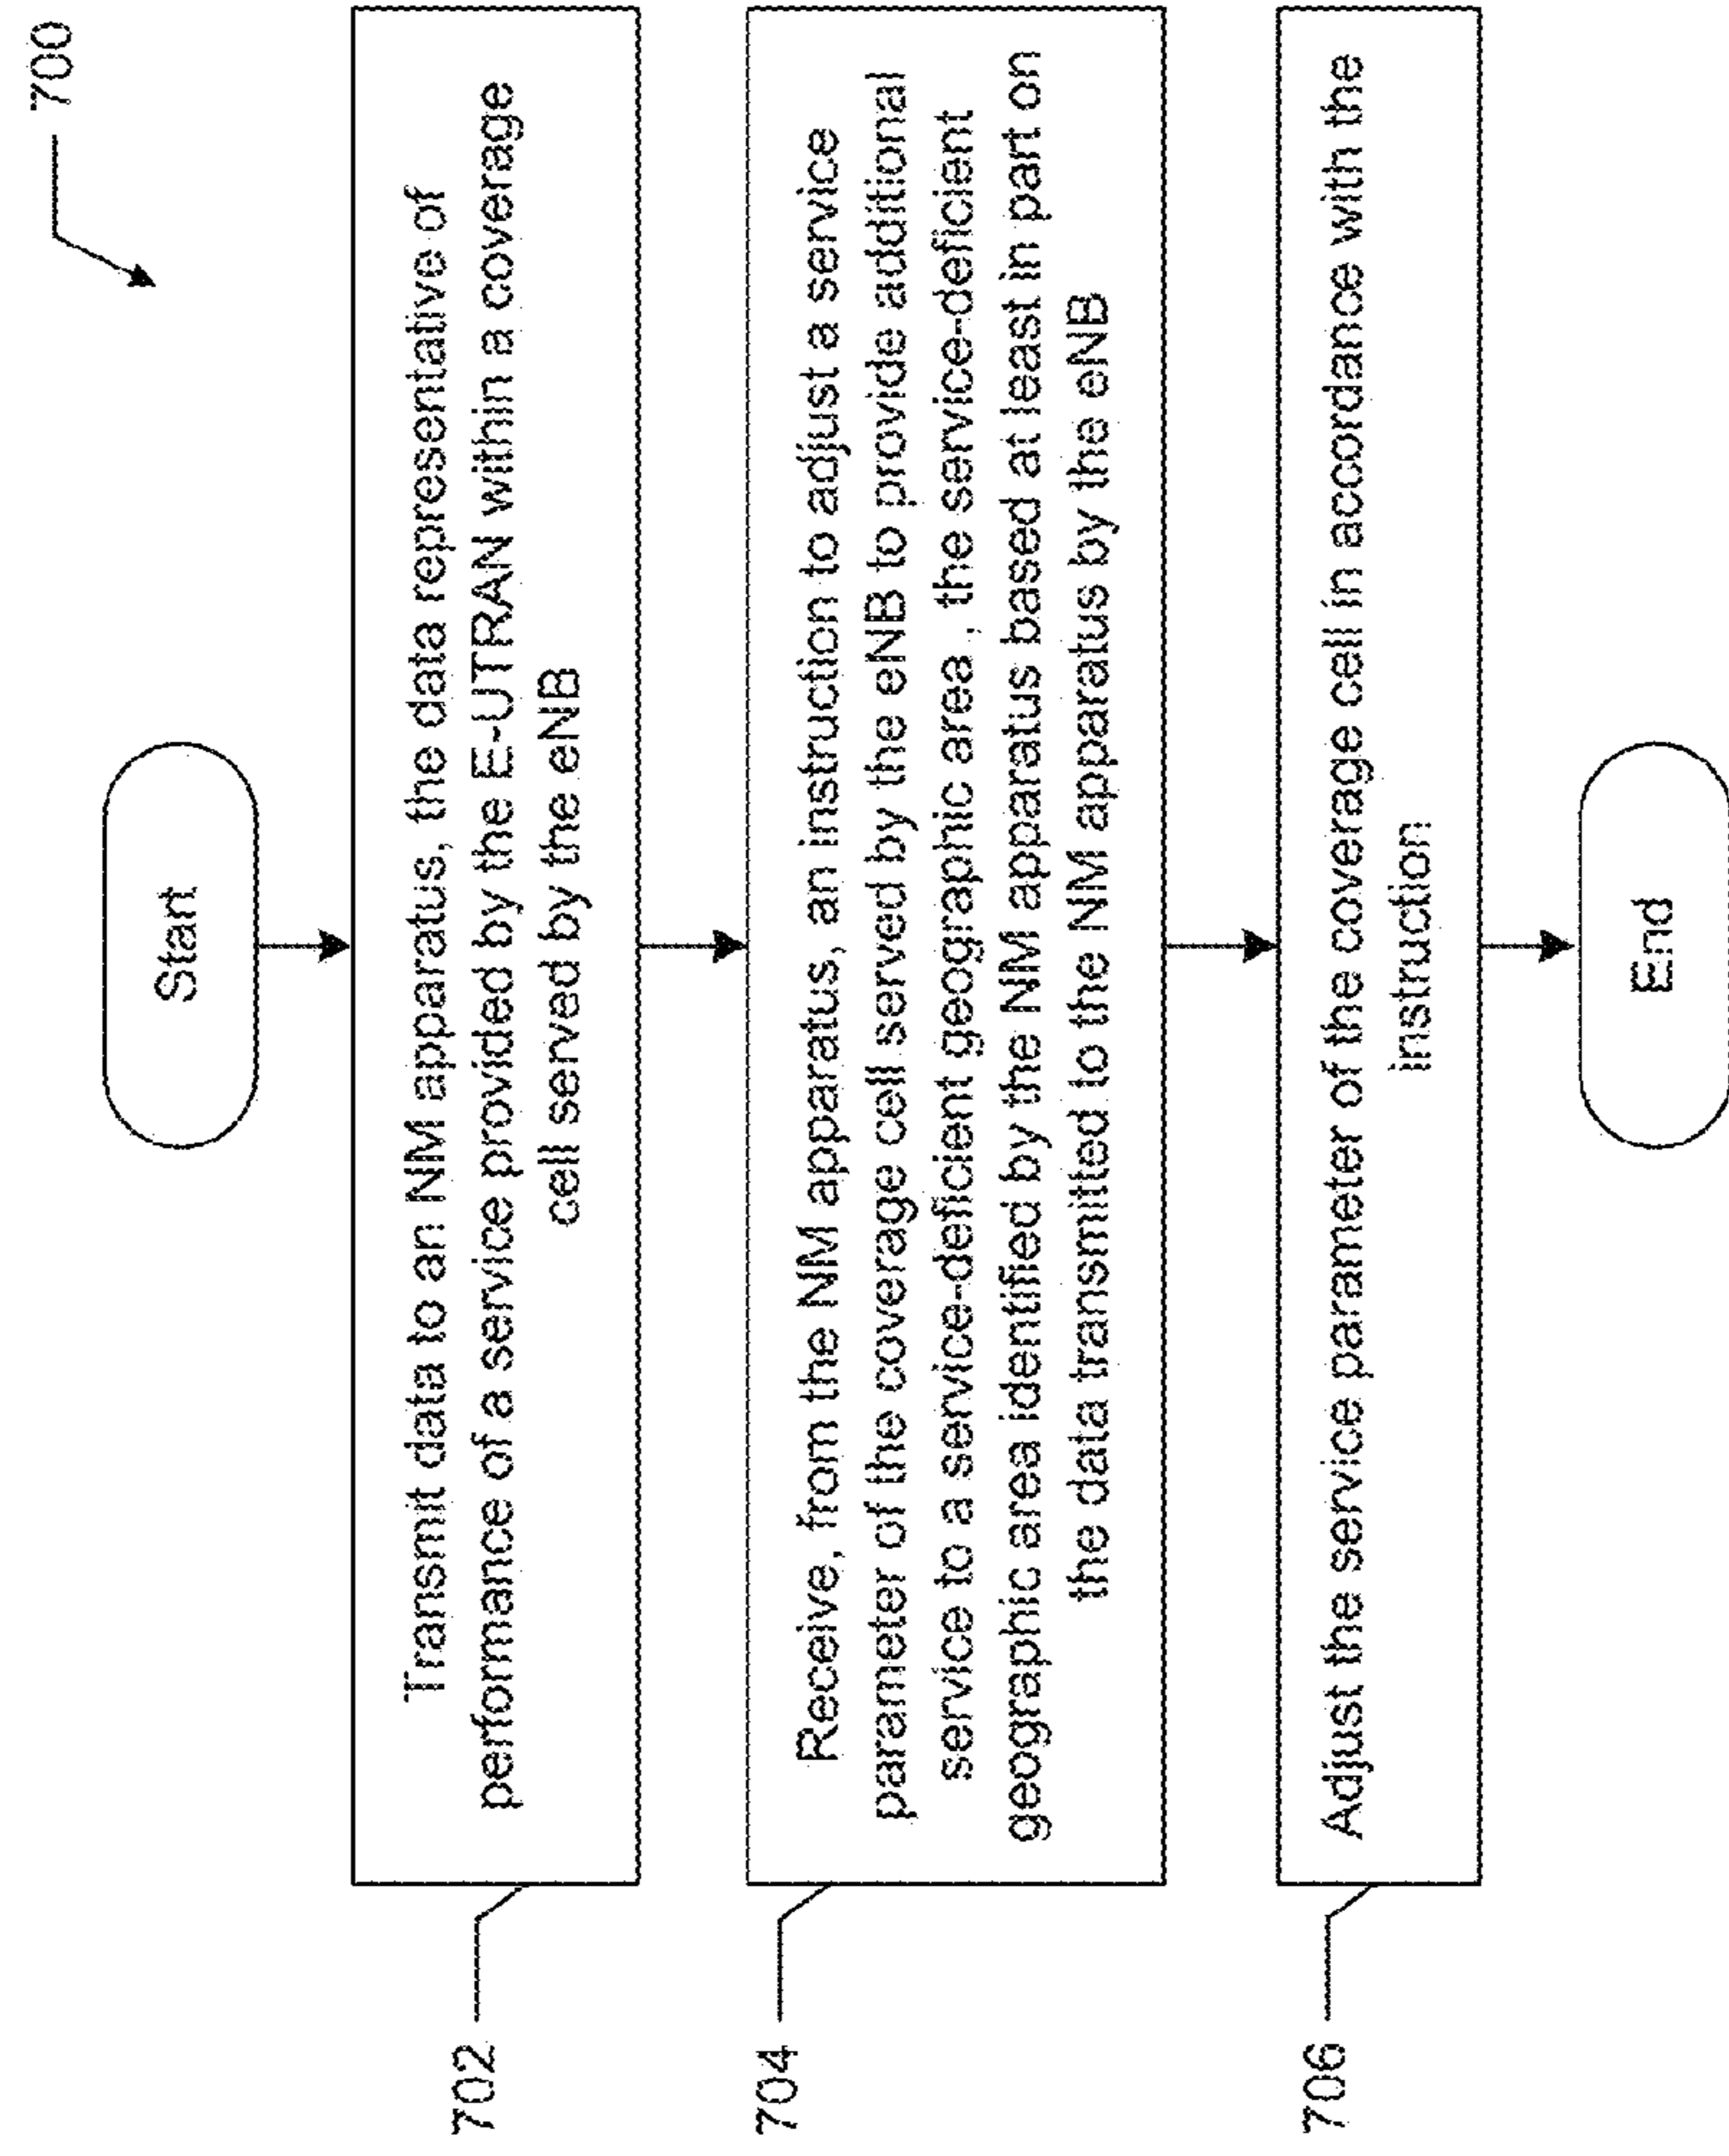 700
Start
702
Transmit data to an NM apparatus, the data representative of
performance of a service provided by the E-UTRAN within a coverage
cell served by the eNB
704
Receive, from the NM apparatus, an instruction to adjust a service
parameter of the coverage cell served by the eNB to provide additional
service to a service-deficient geographic area , the service-deficient
geographic area identified by the NM apparatus based at least in part on
the data transmitted to the NM apparatus by the eNB
706
Adjust the service parameter of the coverage cell in accordance with the
instruction
End